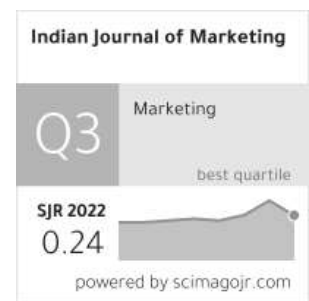 Indian Journal of Marketing
Q3
Marketing
best quartile
SJR 2022
0.24
powered by scimagojr.com